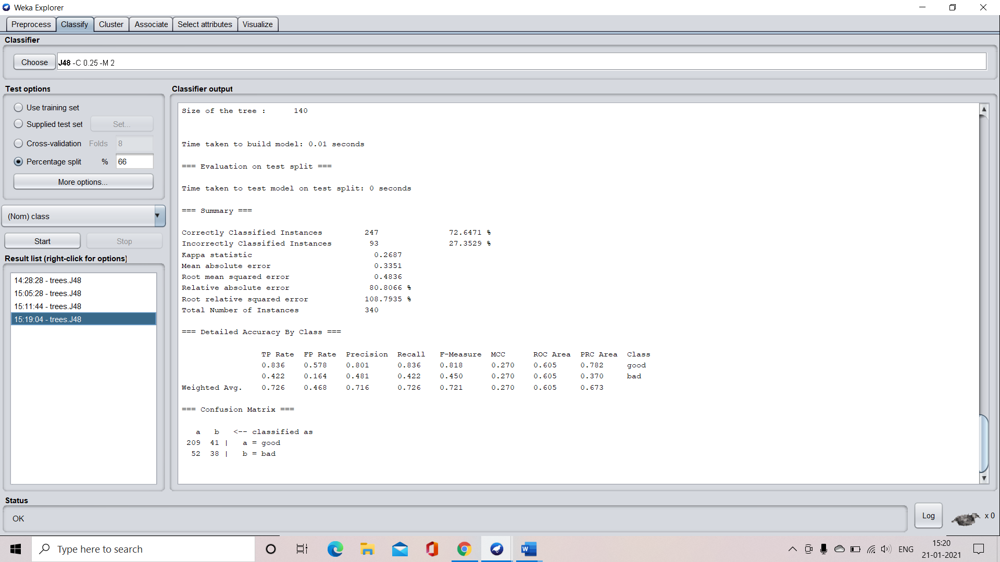 Weka Explorer
Preprocess Classify Cluster Associate Select attributes Visualize
Classifier
Choose J48 -C 0.25 -M 2
Test options
Use training set
Supplied test set Set...
Cross-validation Folds 8
Percentage split % 66
More options...
(Nom) class
Start Stop
Result list (right-click for options)
14:28:28 - trees.J48
15:05:28 - trees.J48
15:11:44 - trees.J48
15:19:04 - trees.J48
Classifier output
Size of the tree : 140
Time taken to build model: 0.01 seconds
=== Evaluation on test split ===
Time taken to test model on test split: 0 seconds
=== Summary ===
Correctly Classified Instances 247 72.6471 %
Incorrectly Classified Instances 93 27.3529 %
Kappa statistic 0.2687
Mean absolute error 0.3351
Root mean squared error 0.4836
Relative absolute error 80.8066 %
Root relative squared error 108.7935 %
Total Number of Instances 340
=== Detailed Accuracy By Class ===
TP Rate FP Rate Precision Recall F-Measure MCC ROC Area PRC Area Class
0.836 0.578 0.801 0.836 0.818 0.270 0.605 0.782 good
0.422 0.164 0.481 0.422 0.450 0.270 0.605 0.370 bad
Weighted Avg. 0.726 0.468 0.716 0.726 0.721 0.270 0.605 0.673
=== Confusion Matrix ===
a b <-- classified as
209 41 | a = good
52 38 | b = bad
Status
OK
Log
x 0
Type here to search
ENG
15:20
21-01-2021